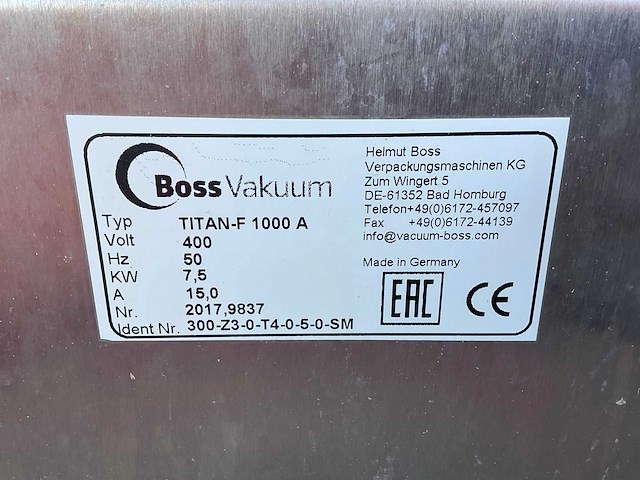 Boss Vakuum
Typ TITAN-F 1000 A
Volt 400
Hz 50
KW 7,5
A 15,0
Nr. 2017,9837
Ident Nr. 300-Z3-0-T4-0-5-0-SM
Helmut Boss
Verpackungsmaschinen KG
Zum Wingert 5
DE-61352 Bad Homburg
Telefon+49(0)6172-457097
Fax +49(0)6172-44139
info@vacuum-boss.com
Made in Germany
EAC CE